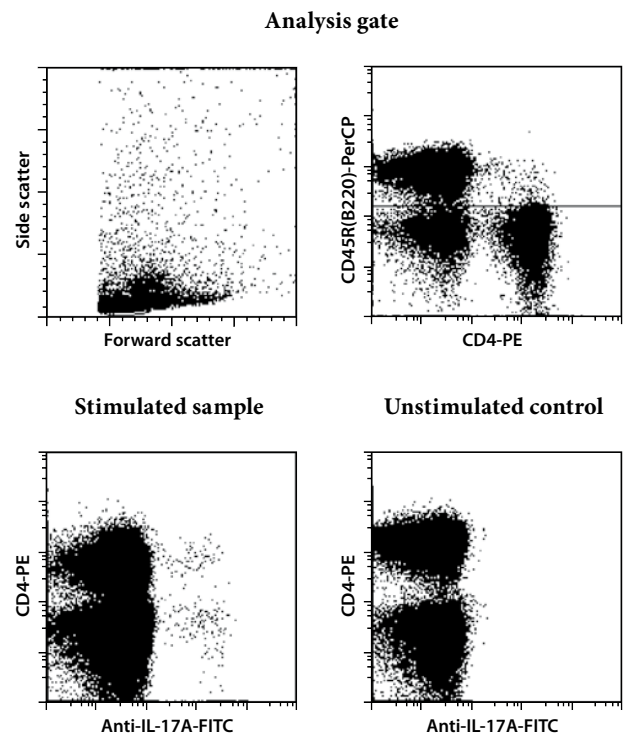 Analysis gate
Side scatter
Forward scatter
CD45R(B220)-PerCP
CD4-PE
Stimulated sample
Unstimulated control
CD4-PE
Anti-IL-17A-FITC
CD4-PE
Anti-IL-17A-FITC